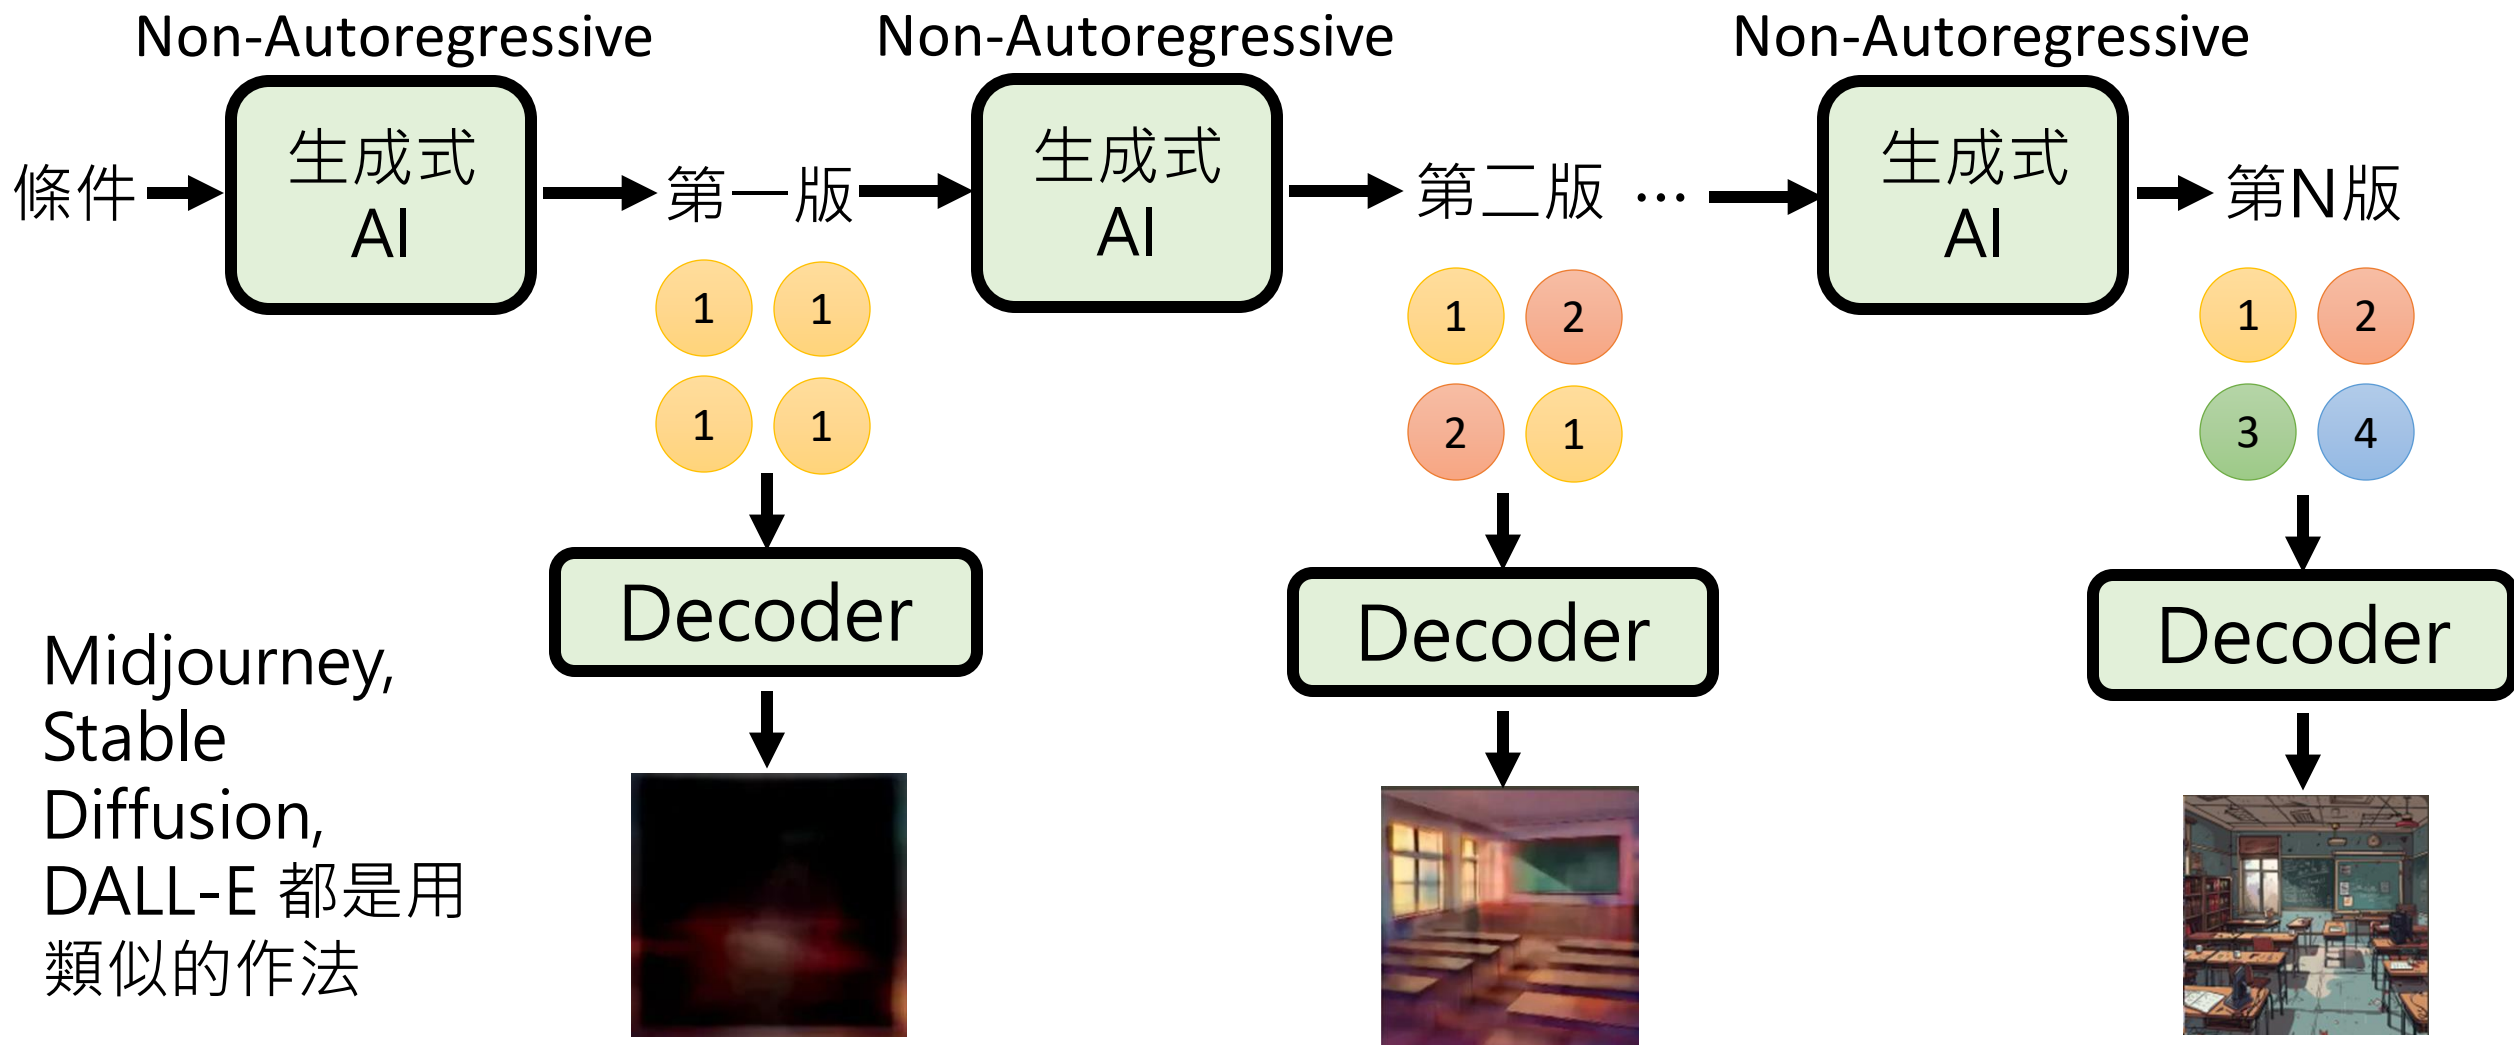 Non-Autoregressive
Non-Autoregressive
Non-Autoregressive
條件
生成式
AI
第一版
生成式
AI
第二版
...
生成式
AI
第N版
1 1
1 1
1 2
2 1
1 2
3 4
Decoder
Decoder
Decoder
Midjourney,
Stable
Diffusion,
DALL-E 都是用
類似的作法